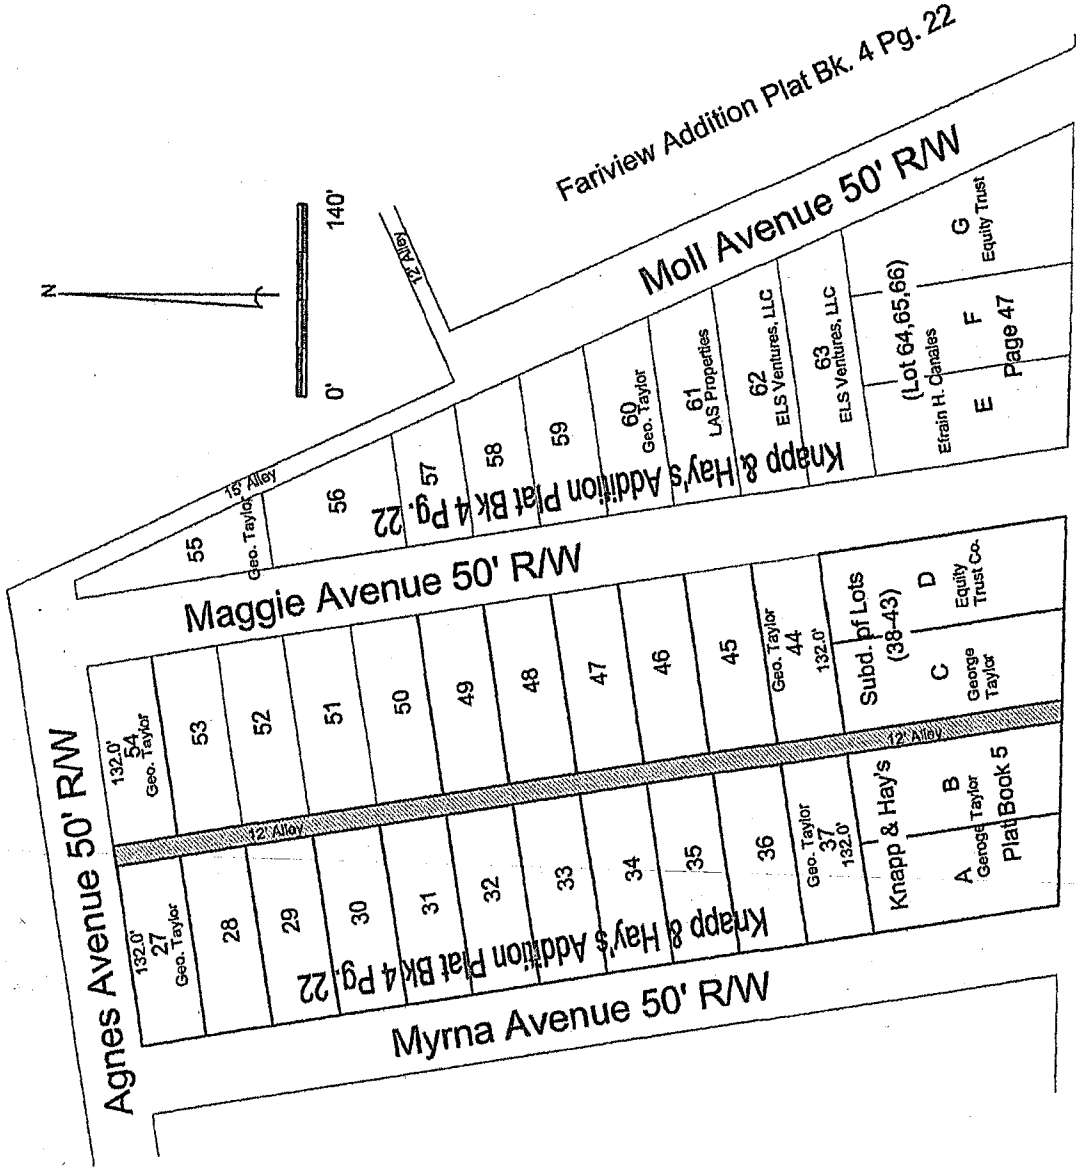 Fariview Addition Plat Bk. 4 Pg. 22
N
0'
140'
12' Alley
15' Alley
Agnes Avenue 50' R/W
Maggie Avenue 50' R/W
Moll Avenue 50' R/W
Myrna Avenue 50' R/W
132.0'
27
Geo. Taylor
28
29
30
31
32
33
34
35
36
Geo. Taylor
37
132.0'
Knapp & Hay's Addition Plat Bk 4 Pg. 22
12' Alley
12' Alley
132.0'
54
Geo. Taylor
53
52
51
50
49
48
47
46
45
Geo. Taylor
44
132.0'
55
Geo. Taylor
56
57
58
59
60
Geo. Taylor
61
LAS Properties
62
ELS Ventures, LLC
63
ELS Ventures, LLC
Knapp & Hay's Addition Plat Bk 4 Pg. 22
Knapp & Hay's
Subd. of Lots
(38-43)
(Lot 64,65,66)
A
B
Geroge Taylor
Plat Book 5
C
George
Taylor
D
Equity
Trust Co.
Efrain H. Canales
E
F
Page 47
G
Equity Trust